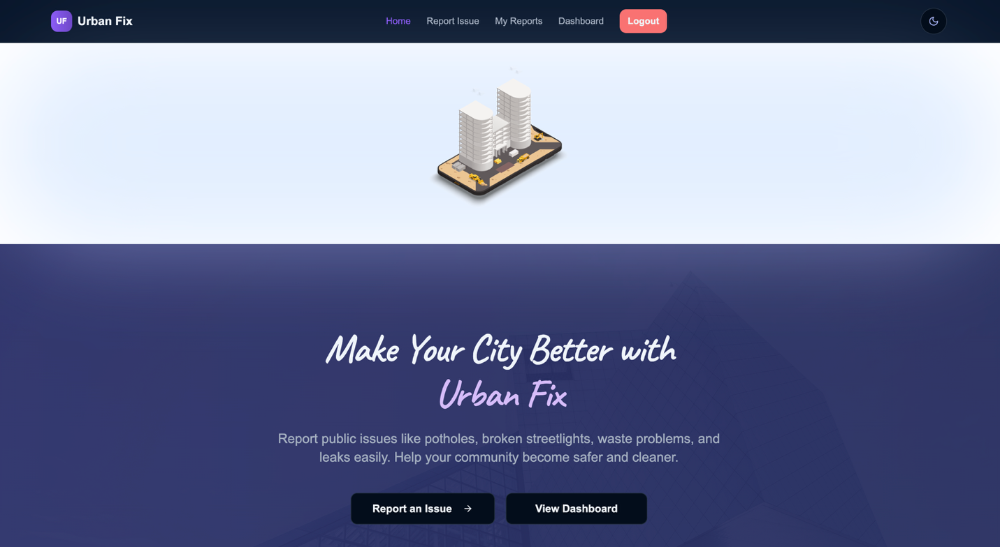 UF Urban Fix Home Report Issue My Reports Dashboard Logout
Make Your City Better with
Urban Fix
Report public issues like potholes, broken streetlights, waste problems, and
leaks easily. Help your community become safer and cleaner.
Report an Issue → View Dashboard